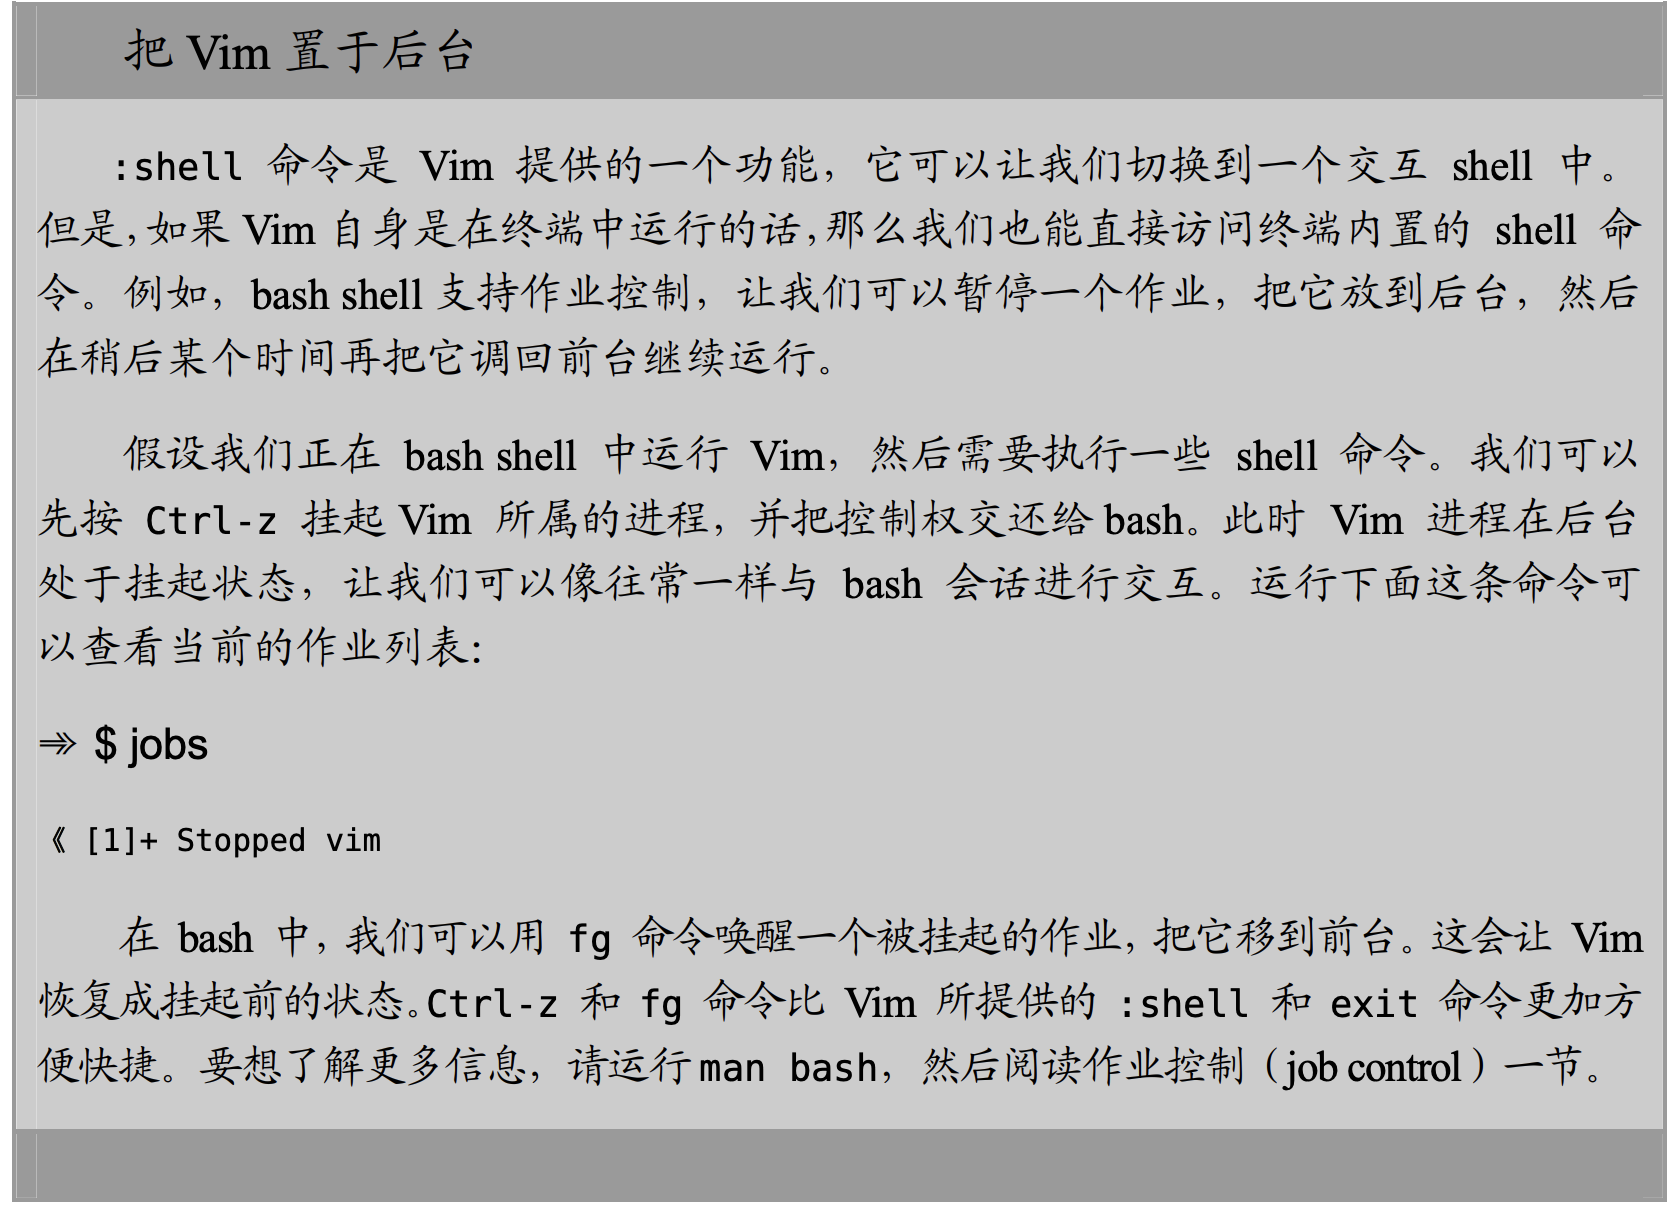 把 Vim 置于后台
:shell 命令是 Vim 提供的一个功能，它可以让我们切换到一个交互 shell 中。
但是，如果 Vim 自身是在终端中运行的话，那么我们也能直接访问终端内置的 shell 命
令。例如，bash shell 支持作业控制，让我们可以暂停一个作业，把它放到后台，然后
在稍后某个时间再把它调回前台继续运行。
假设我们正在 bash shell 中运行 Vim，然后需要执行一些 shell 命令。我们可以
先按 Ctrl-z 挂起 Vim 所属的进程，并把控制权交还给 bash。此时 Vim 进程在后台
处于挂起状态，让我们可以像往常一样与 bash 会话进行交互。运行下面这条命令可
以查看当前的作业列表：
⇛ $ jobs
《 [1]+ Stopped vim
在 bash 中，我们可以用 fg 命令唤醒一个被挂起的作业，把它移到前台。这会让 Vim
恢复成挂起前的状态。Ctrl-z 和 fg 命令比 Vim 所提供的 :shell 和 exit 命令更加方
便快捷。要想了解更多信息，请运行 man bash，然后阅读作业控制（job control）一节。